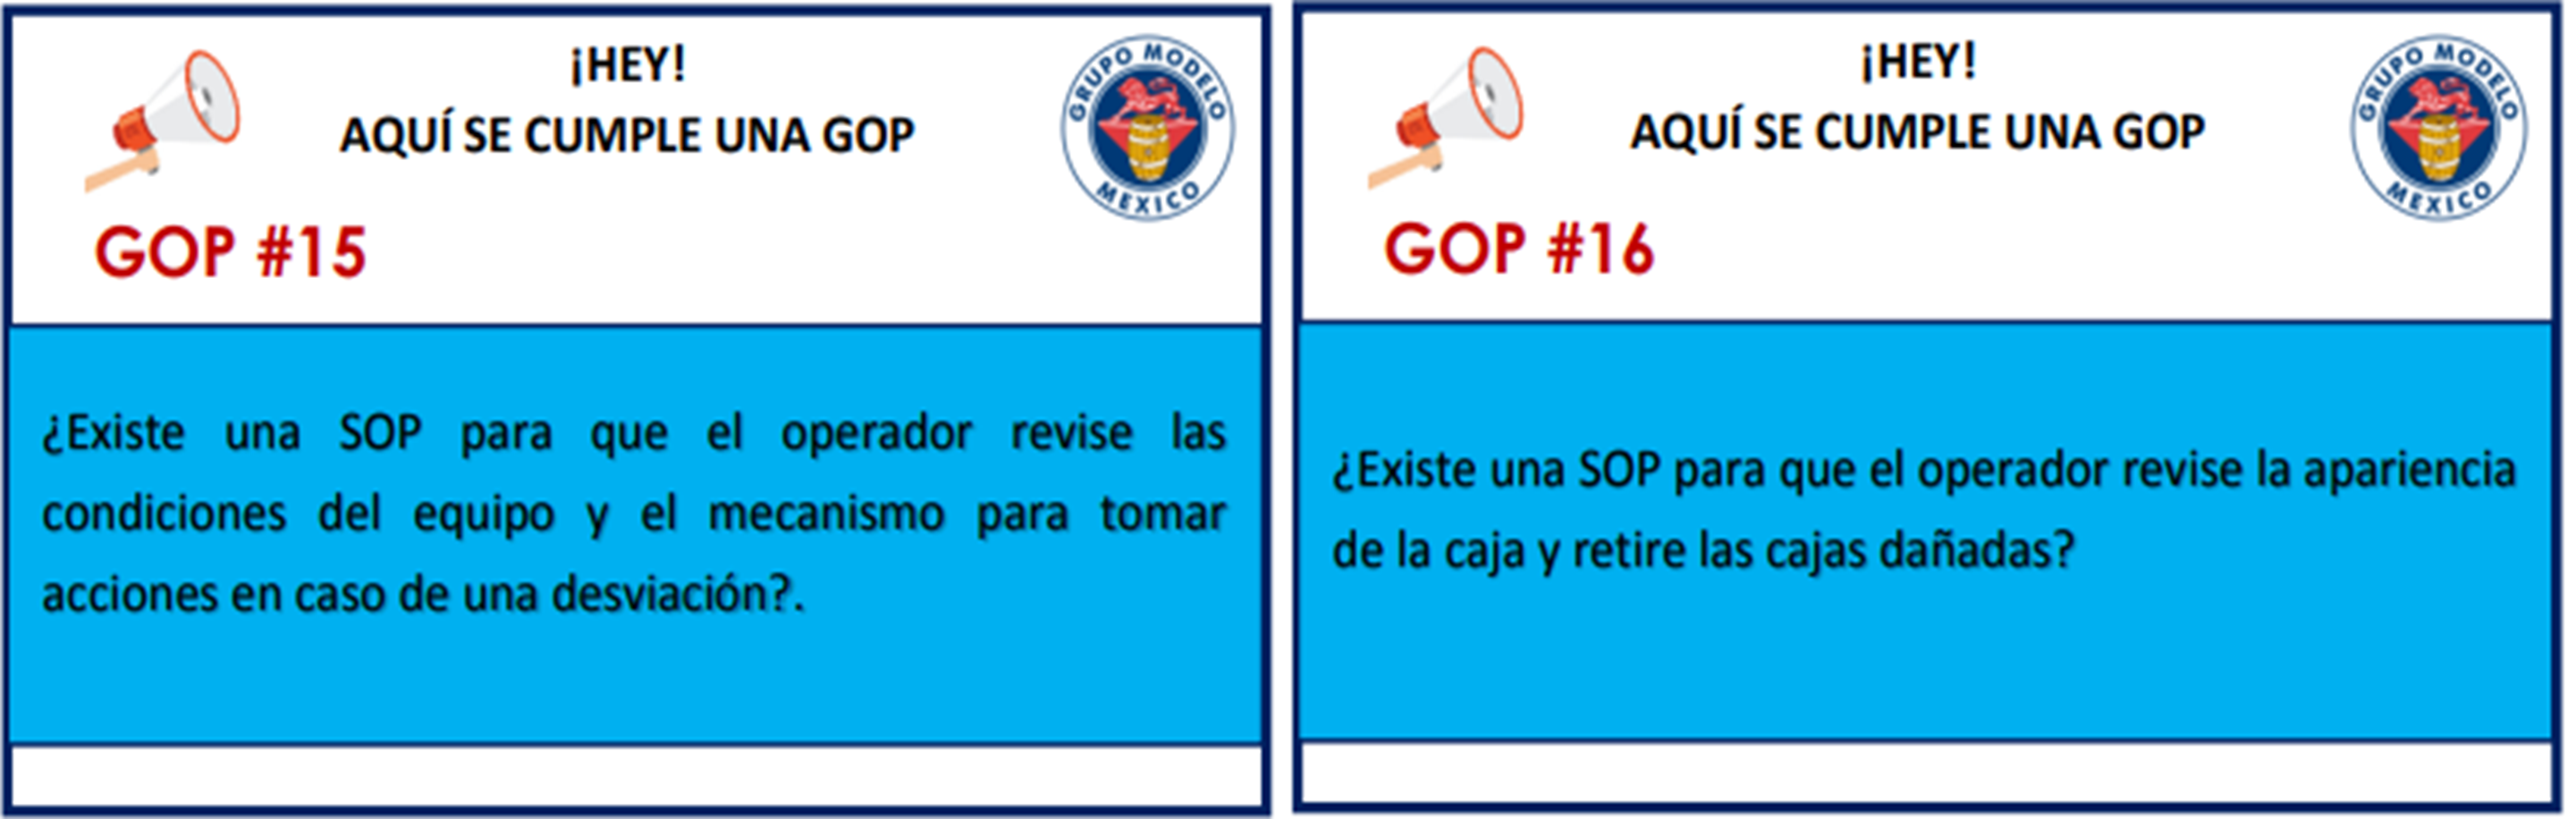 ¡HEY!
AQUÍ SE CUMPLE UNA GOP
GRUPO MODELO
MEXICO
GOP #15
¿Existe una SOP para que el operador revise las
condiciones del equipo y el mecanismo para tomar
acciones en caso de una desviación?.
¡HEY!
AQUÍ SE CUMPLE UNA GOP
GRUPO MODELO
MEXICO
GOP #16
¿Existe una SOP para que el operador revise la apariencia
de la caja y retire las cajas dañadas?